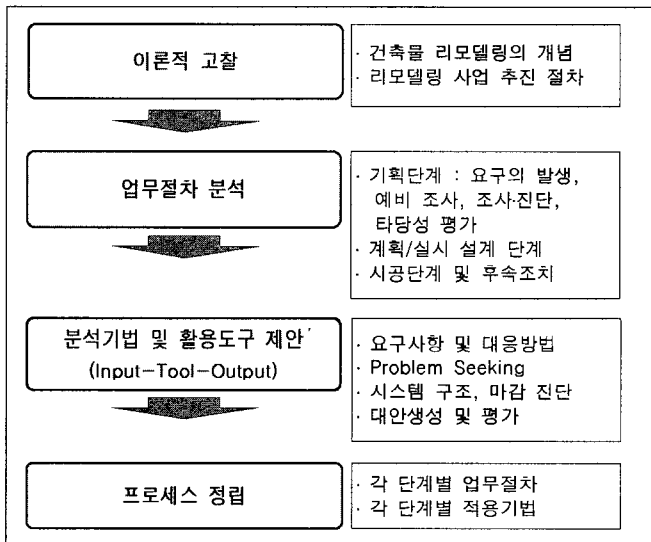 이론적 고찰
· 건축물 리모델링의 개념
· 리모델링 사업 추진 절차
업무절차 분석
· 기획단계 : 요구의 발생,
예비 조사, 조사·진단,
타당성 평가
· 계획/실시 설계 단계
· 시공단계 및 후속조치
분석기법 및 활용도구 제안
(Input-Tool-Output)
· 요구사항 및 대응방법
· Problem Seeking
· 시스템 구조, 마감 진단
· 대안생성 및 평가
프로세스 정립
· 각 단계별 업무절차
· 각 단계별 적용기법